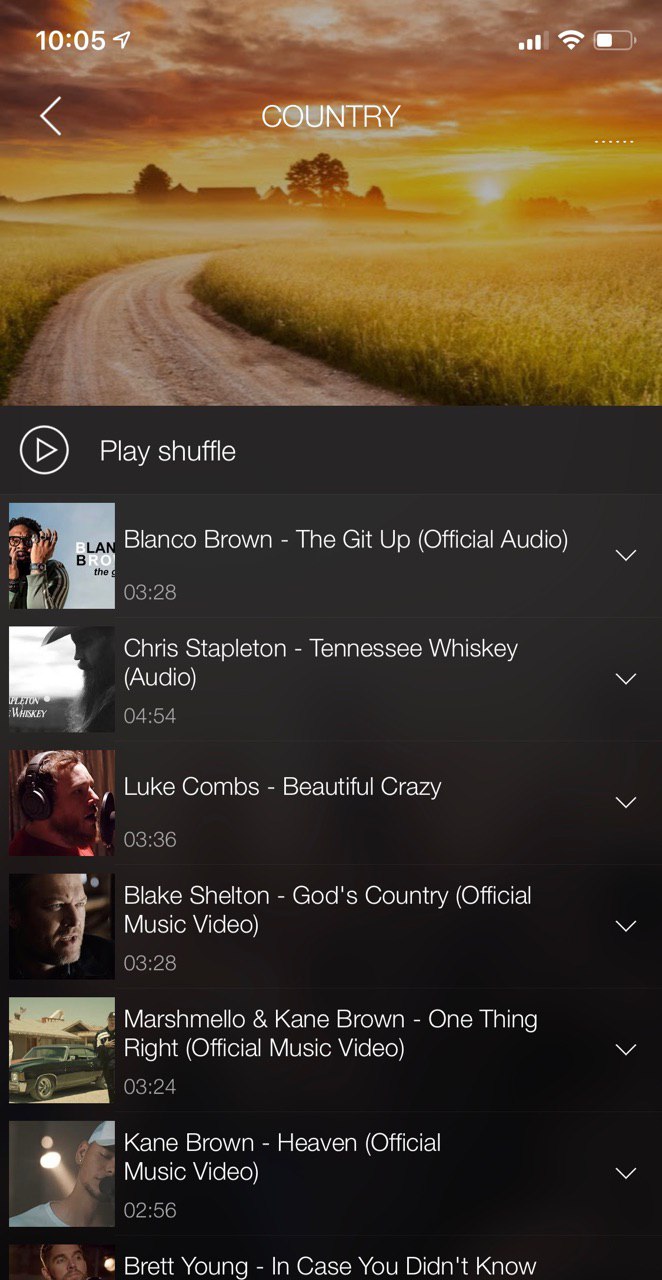 10:05
COUNTRY
Play shuffle
BLAN
BRO
the g
Blanco Brown - The Git Up (Official Audio)
03:28
PLETON
WHISKEY
Chris Stapleton - Tennessee Whiskey
(Audio)
04:54
Luke Combs - Beautiful Crazy
03:36
Blake Shelton - God's Country (Official
Music Video)
03:28
Marshmello & Kane Brown - One Thing
Right (Official Music Video)
03:24
Kane Brown - Heaven (Official
Music Video)
02:56
Brett Young - In Case You Didn't Know